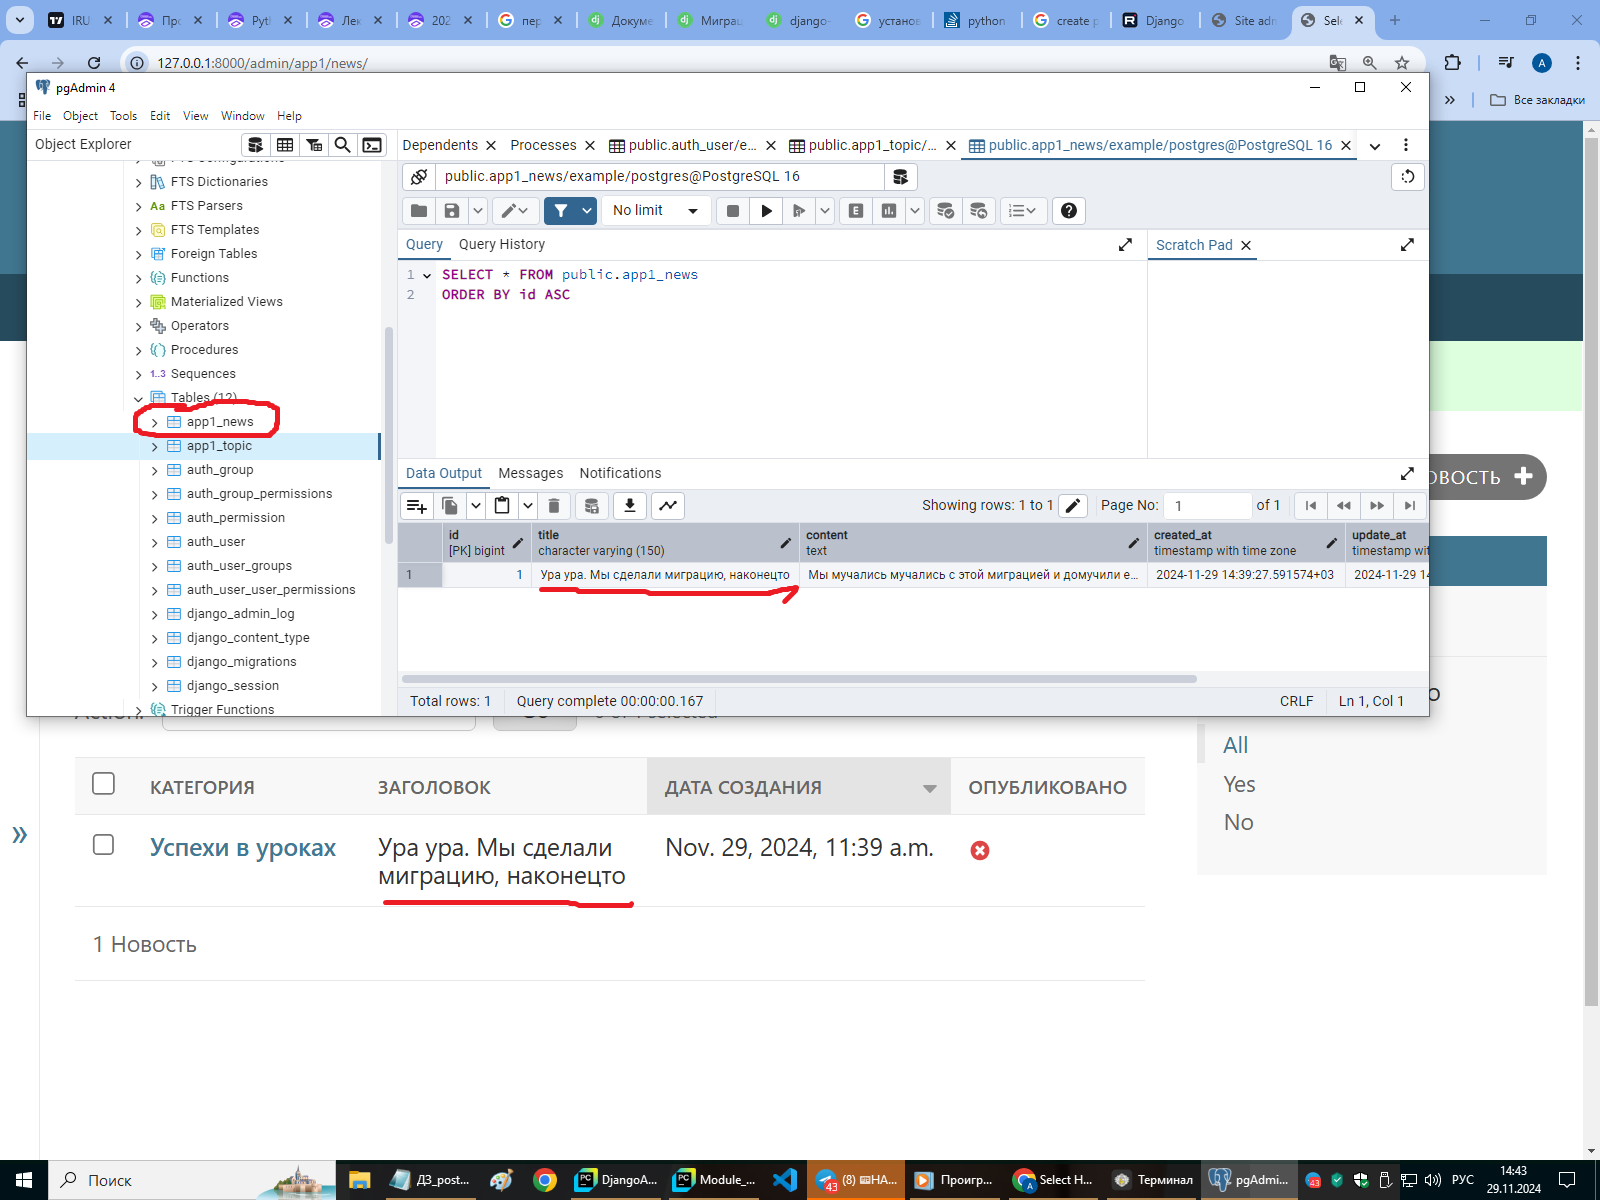 IRU
Про
Pyt
Лек
202
пер
Докуме
Миграц
django-
установ
python
create p
Django
Site adm
Sele
127.0.0.1:8000/admin/app1/news/
A
Все закладки
pgAdmin 4
File Object Tools Edit View Window Help
Object Explorer
Dependents
Processes
public.auth_user/e...
public.app1_topic/...
public.app1_news/example/postgres@PostgreSQL 16
public.app1_news/example/postgres@PostgreSQL 16
No limit
E
Query Query History
Scratch Pad
1 SELECT * FROM public.app1_news
2 ORDER BY id ASC
FTS Configurations
FTS Dictionaries
Aa FTS Parsers
FTS Templates
Foreign Tables
Functions
Materialized Views
Operators
Procedures
1..3 Sequences
Tables (12)
app1_news
app1_topic
auth_group
auth_group_permissions
auth_permission
auth_user
auth_user_groups
auth_user_user_permissions
django_admin_log
django_content_type
django_migrations
django_session
Trigger Functions
Data Output Messages Notifications
Showing rows: 1 to 1
Page No: 1 of 1
id
[PK] bigint
title
character varying (150)
content
text
created_at
timestamp with time zone
update_at
timestamp wit
1
1
Ура ура. Мы сделали миграцию, наконецто
Мы мучались мучались с этой миграцией и домучили е...
2024-11-29 14:39:27.591574+03
2024-11-29 14
Total rows: 1
Query complete 00:00:00.167
CRLF
Ln 1, Col 1
ОВОСТЬ
о
All
Yes
No
КАТЕГОРИЯ ЗАГОЛОВОК ДАТА СОЗДАНИЯ ОПУБЛИКОВАНО
Успехи в уроках
Ура ура. Мы сделали
миграцию, наконецто
Nov. 29, 2024, 11:39 a.m.
1 Новость
Поиск
ДЗ_post...
DjangoA...
Module_...
(8) НА...
Проигр...
Select H...
Терминал
pgAdmi...
43
43
РУС
14:43
29.11.2024